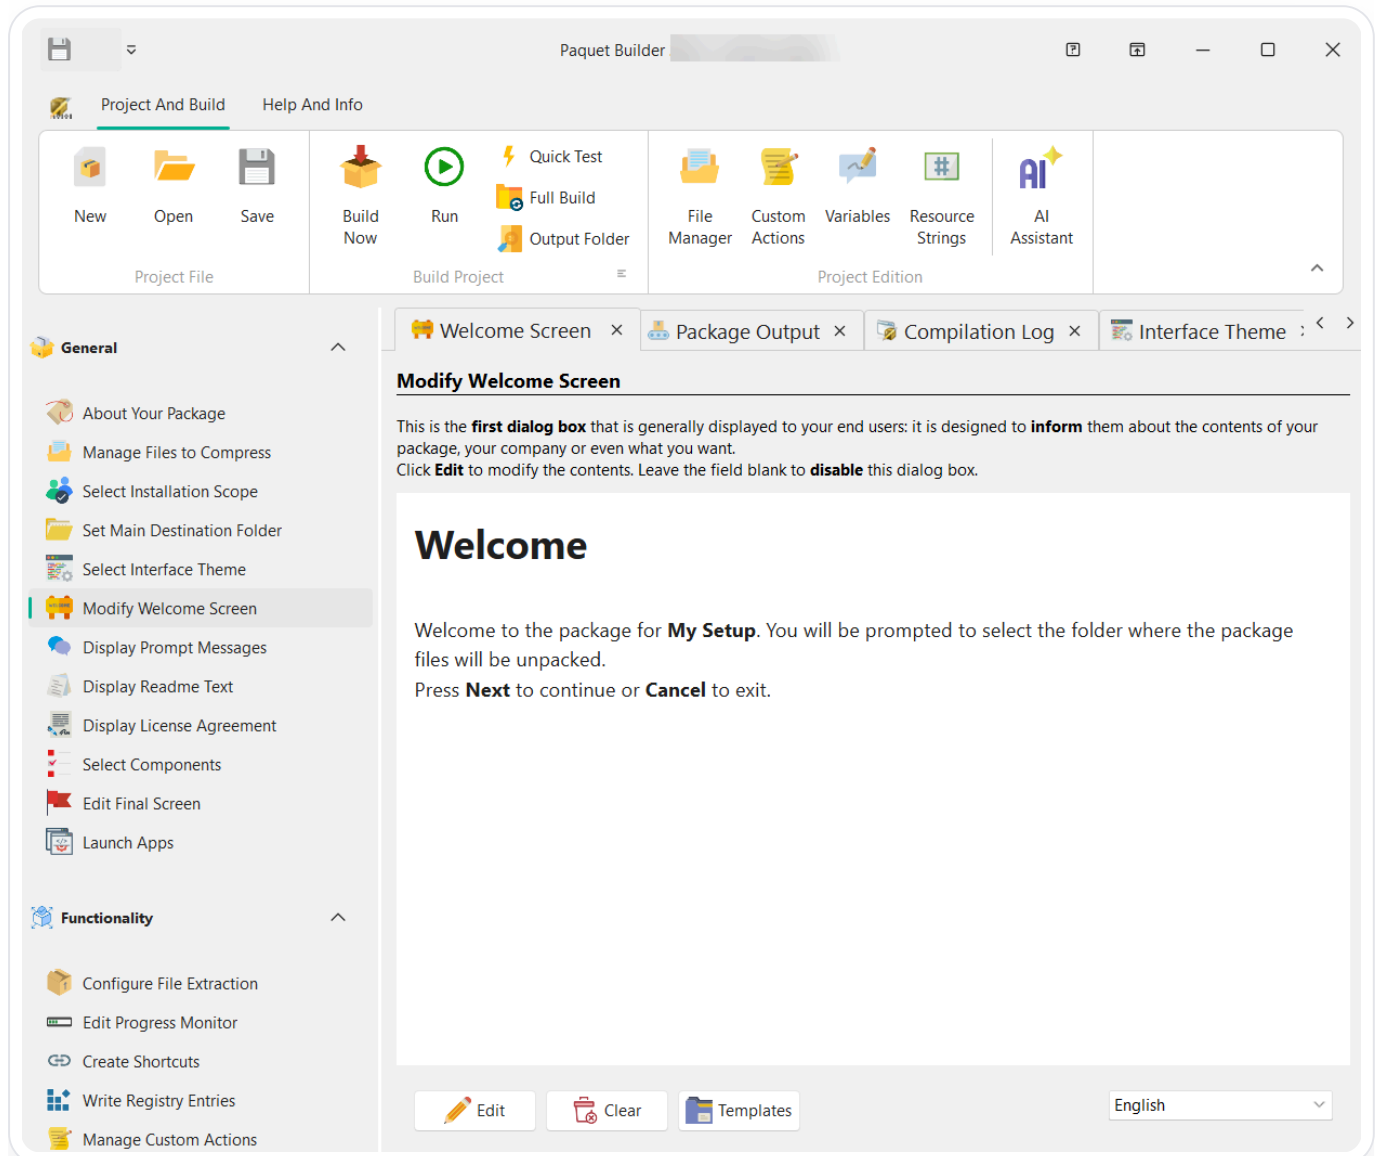 Paquet Builder
Project And Build
Help And Info
New
Open
Save
Project File
Build Now
Run
Quick Test
Full Build
Output Folder
Build Project
File Manager
Custom Actions
Variables
Resource Strings
AI Assistant
Project Edition
General
About Your Package
Manage Files to Compress
Select Installation Scope
Set Main Destination Folder
Select Interface Theme
Modify Welcome Screen
Display Prompt Messages
Display Readme Text
Display License Agreement
Select Components
Edit Final Screen
Launch Apps
Functionality
Configure File Extraction
Edit Progress Monitor
Create Shortcuts
Write Registry Entries
Manage Custom Actions
Welcome Screen
Package Output
Compilation Log
Interface Theme
Modify Welcome Screen
This is the first dialog box that is generally displayed to your end users: it is designed to inform them about the contents of your
package, your company or even what you want.
Click Edit to modify the contents. Leave the field blank to disable this dialog box.
Welcome
Welcome to the package for My Setup. You will be prompted to select the folder where the package
files will be unpacked.
Press Next to continue or Cancel to exit.
Edit
Clear
Templates
English